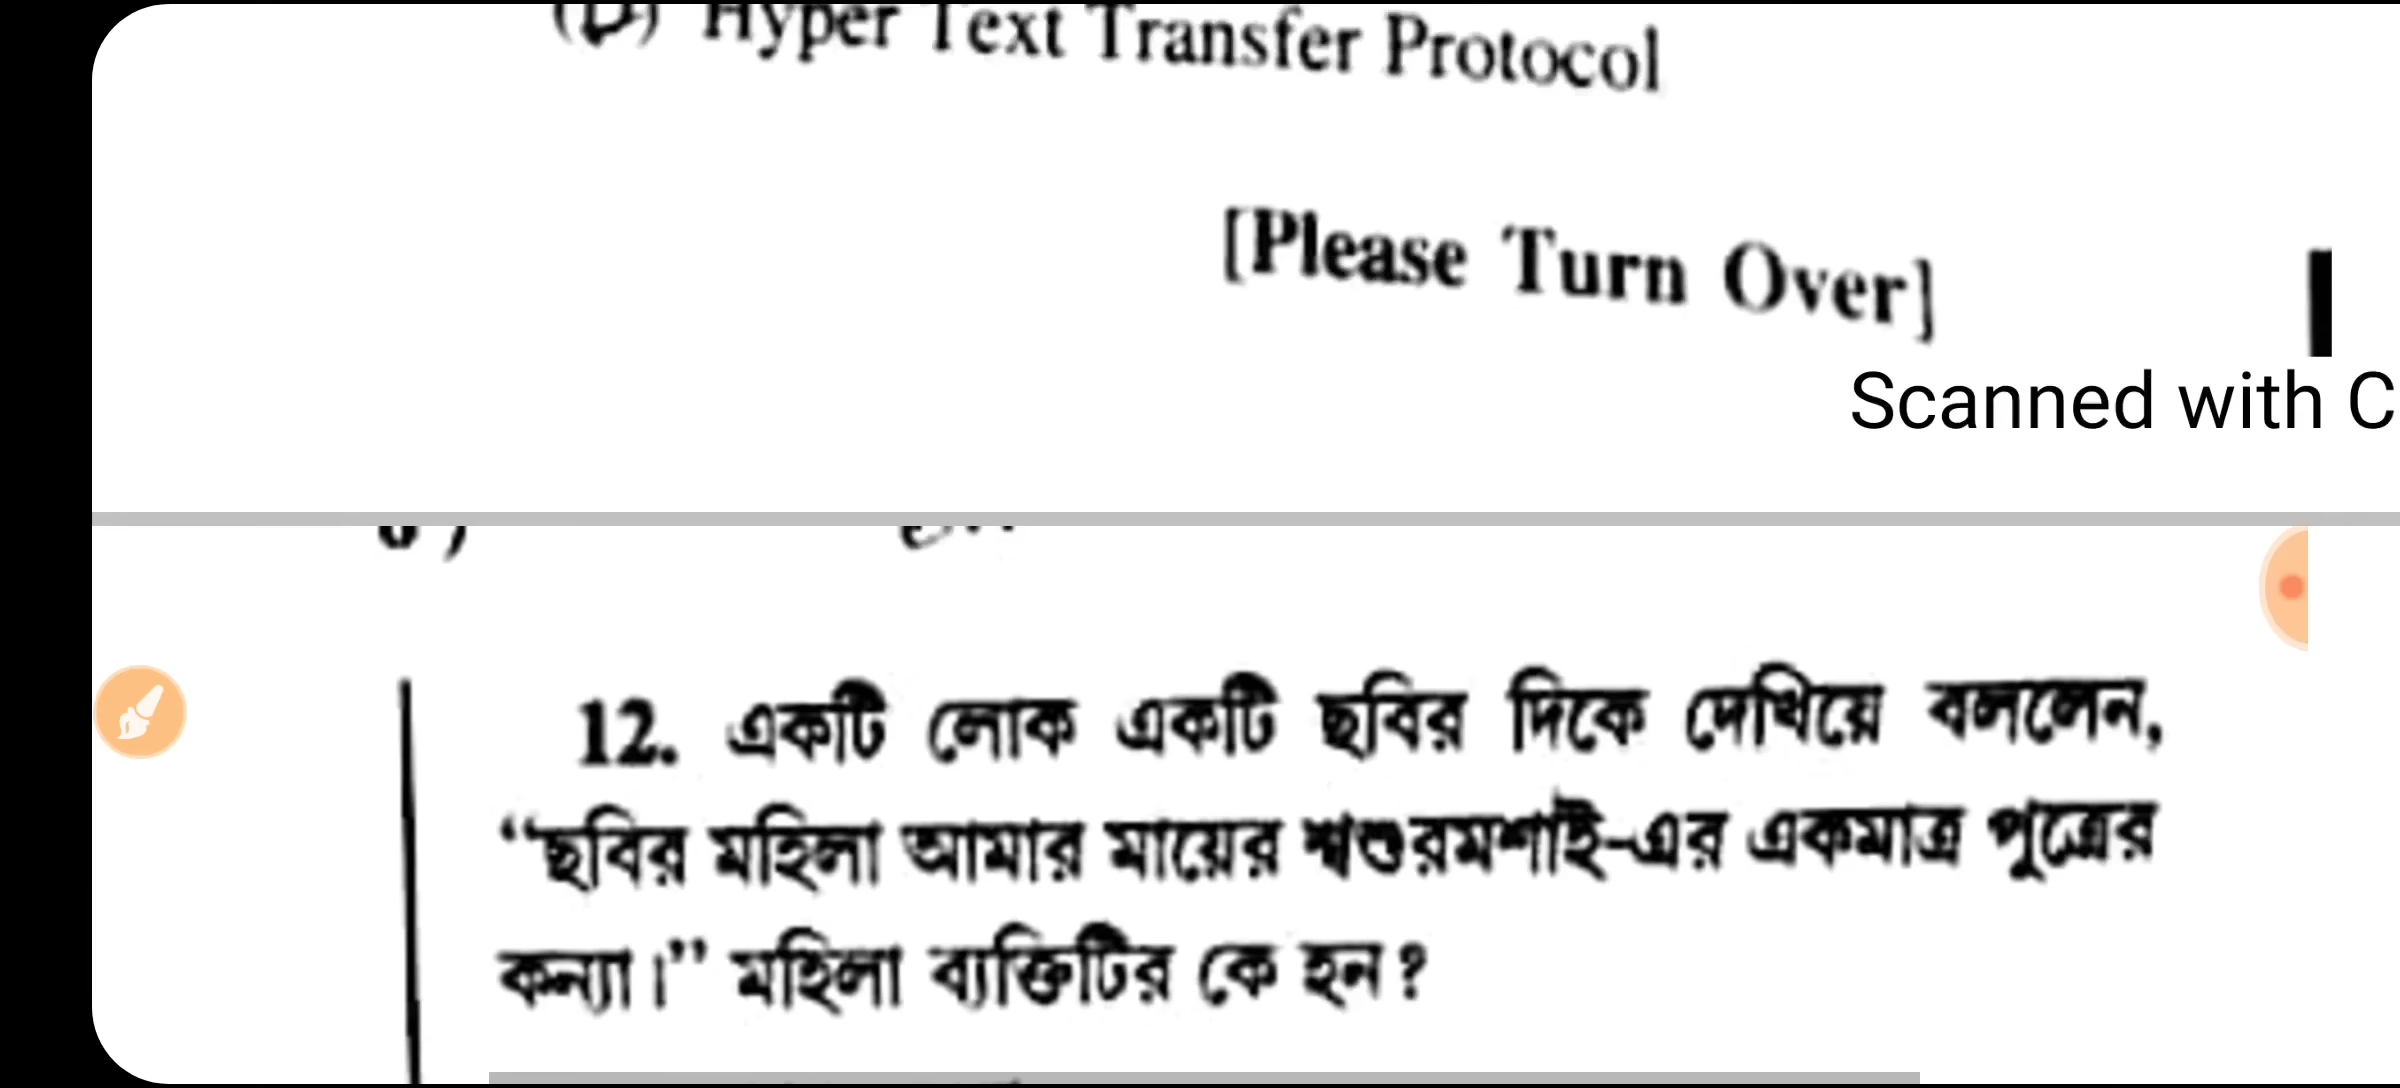 (D) Hyper Text Transfer Protocol
[Please Turn Over]
Scanned with C
12. একটি লোক একটি ছবির দিকে দেখিয়ে বললেন,
“ছবির মহিলা আমার মায়ের শ্বশুরমশাই-এর একমাত্র পুত্রের
কন্যা।” মহিলা ব্যক্তিটির কে হন?